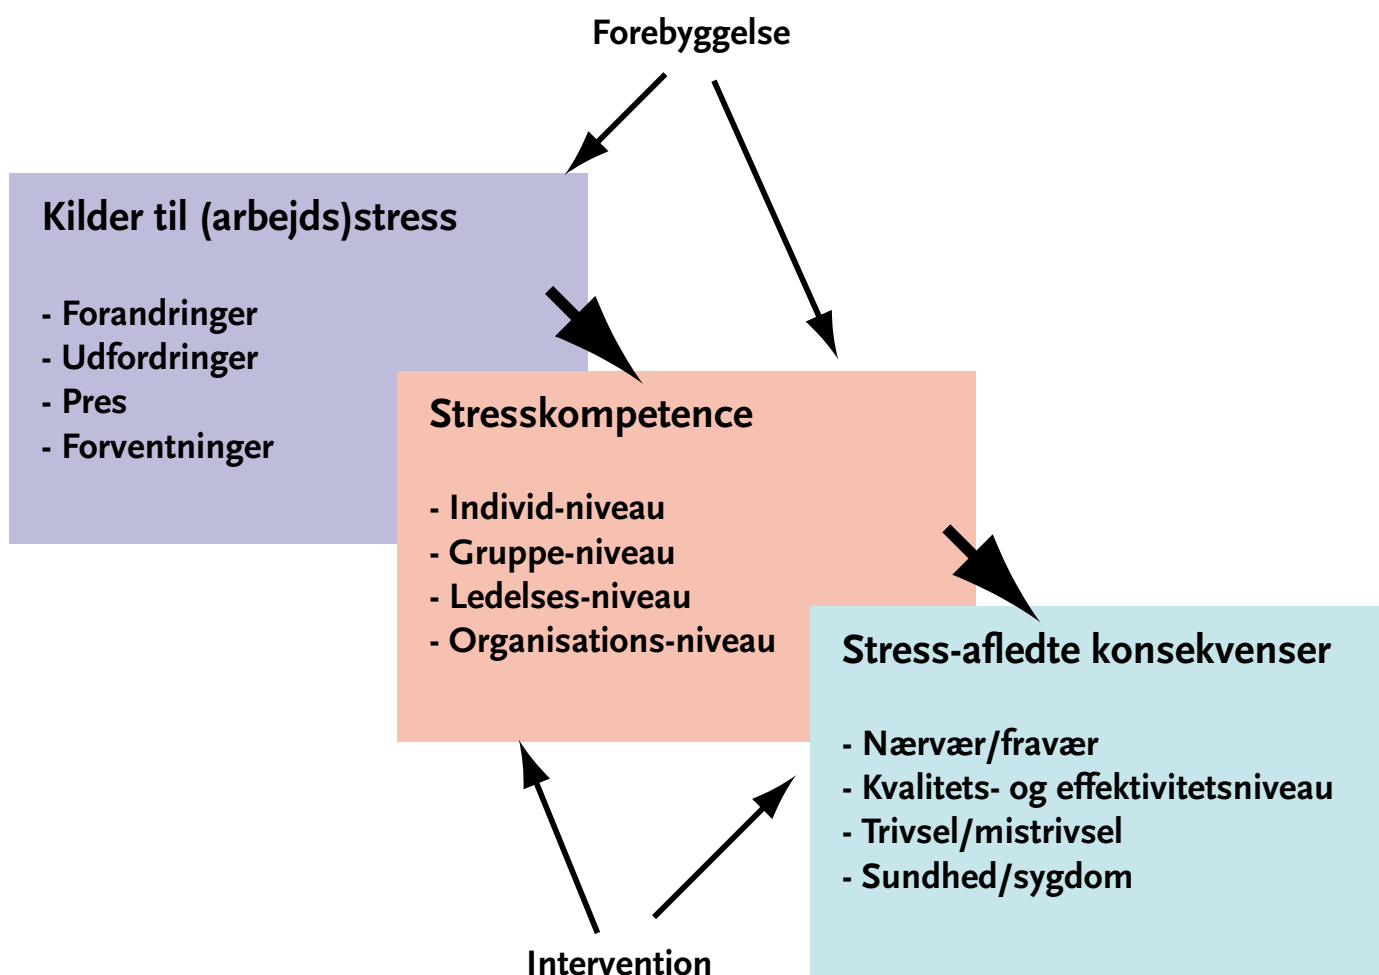 Forebyggelse
Kilder til (arbejds)stress
- Forandringer
- Udfordringer
- Pres
- Forventninger
Stresskompetence
- Individ-niveau
- Gruppe-niveau
- Ledelses-niveau
- Organisations-niveau
Stress-afledte konsekvenser
- Nærvær/fravær
- Kvalitets- og effektivitetsniveau
- Trivsel/mistrivsel
- Sundhed/sygdom
Intervention